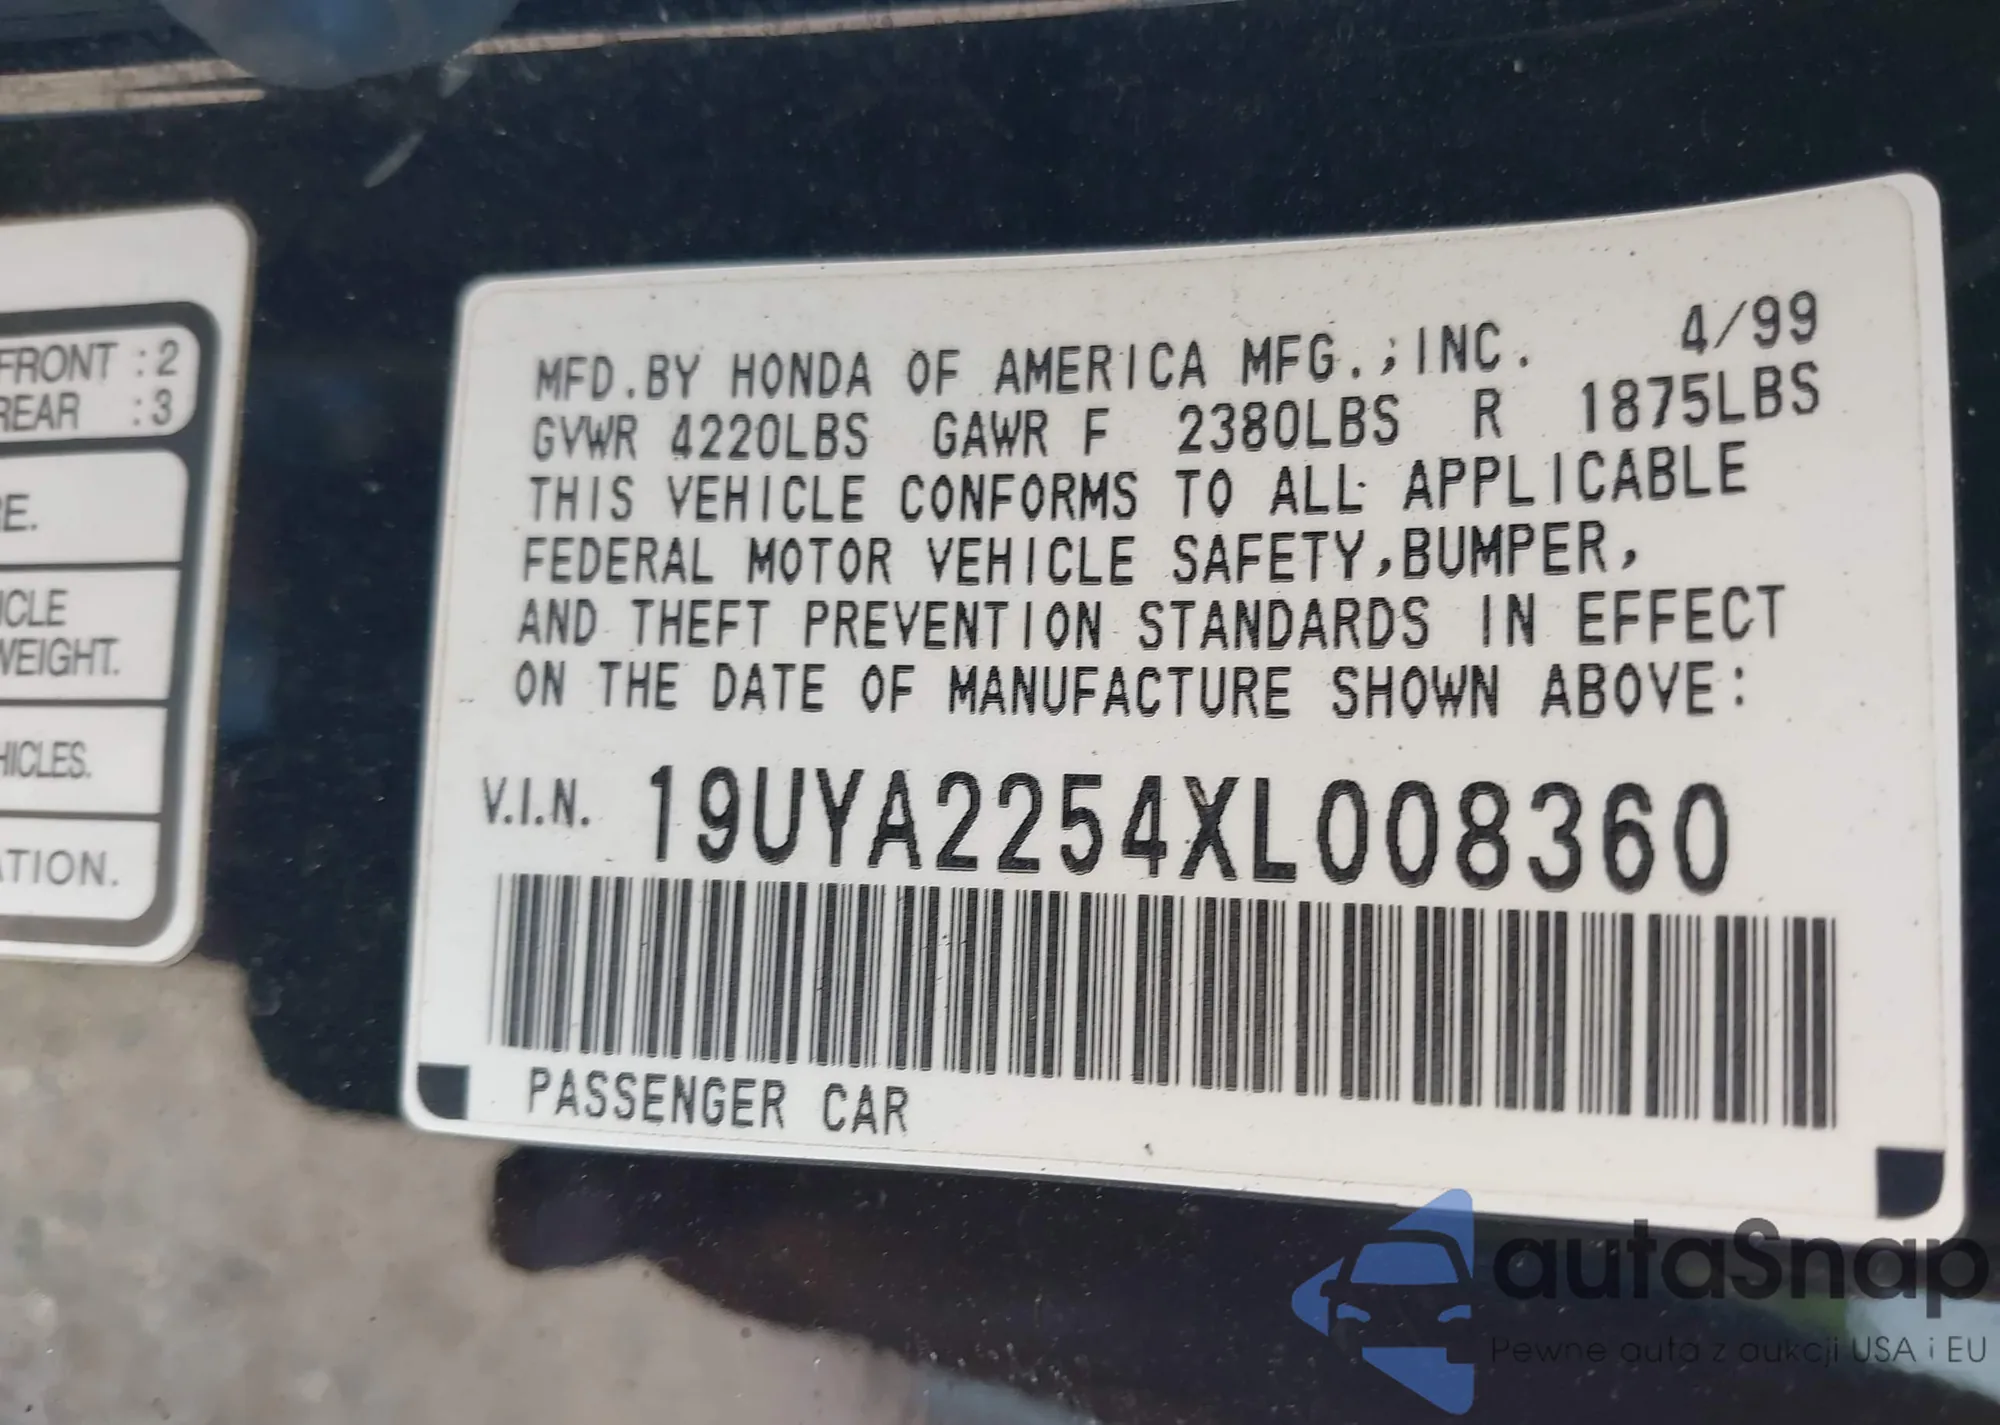 FRONT : 2
REAR : 3
E.
ICLE
WEIGHT.
HICLES.
ATION.
MFD.BY HONDA OF AMERICA MFG.;INC. 4/99
GVWR 4220LBS GAWR F 2380LBS R 1875LBS
THIS VEHICLE CONFORMS TO ALL APPLICABLE
FEDERAL MOTOR VEHICLE SAFETY,BUMPER,
AND THEFT PREVENTION STANDARDS IN EFFECT
ON THE DATE OF MANUFACTURE SHOWN ABOVE:
V.I.N. 19UYA2254XL008360
PASSENGER CAR
autaSnap
Pewne auta z aukcji USA i EU